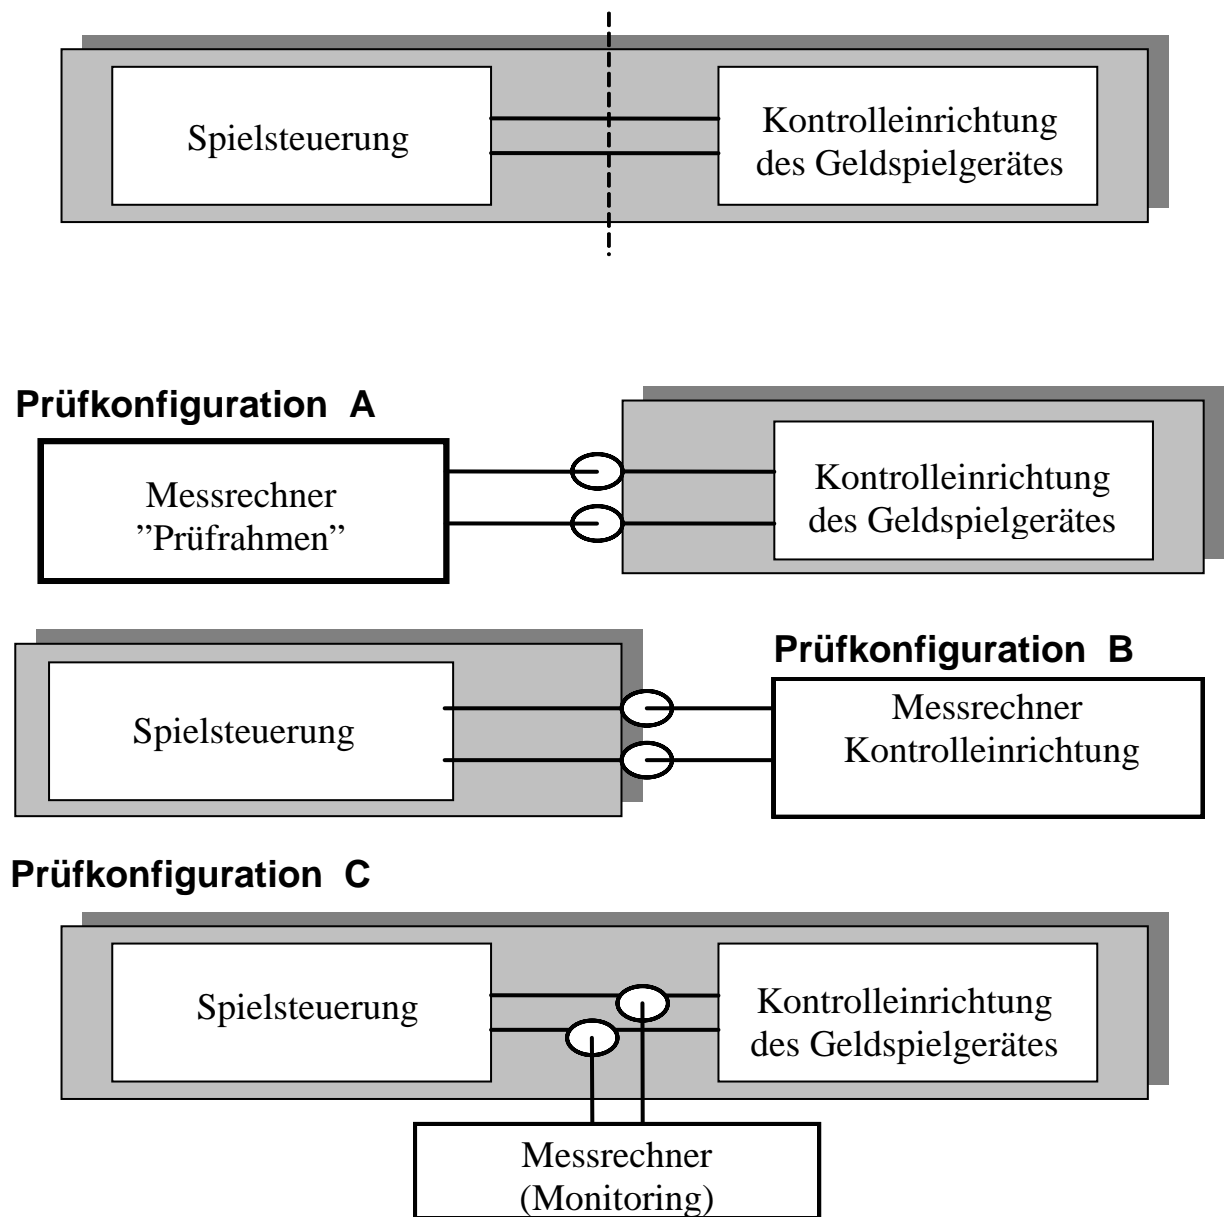 Spielsteuerung
Kontrolleinrichtung
des Geldspielgerätes
Prüfkonfiguration A
Messrechner
”Prüfrahmen”
Kontrolleinrichtung
des Geldspielgerätes
Spielsteuerung
Prüfkonfiguration B
Messrechner
Kontrolleinrichtung
Prüfkonfiguration C
Spielsteuerung
Kontrolleinrichtung
des Geldspielgerätes
Messrechner
(Monitoring)